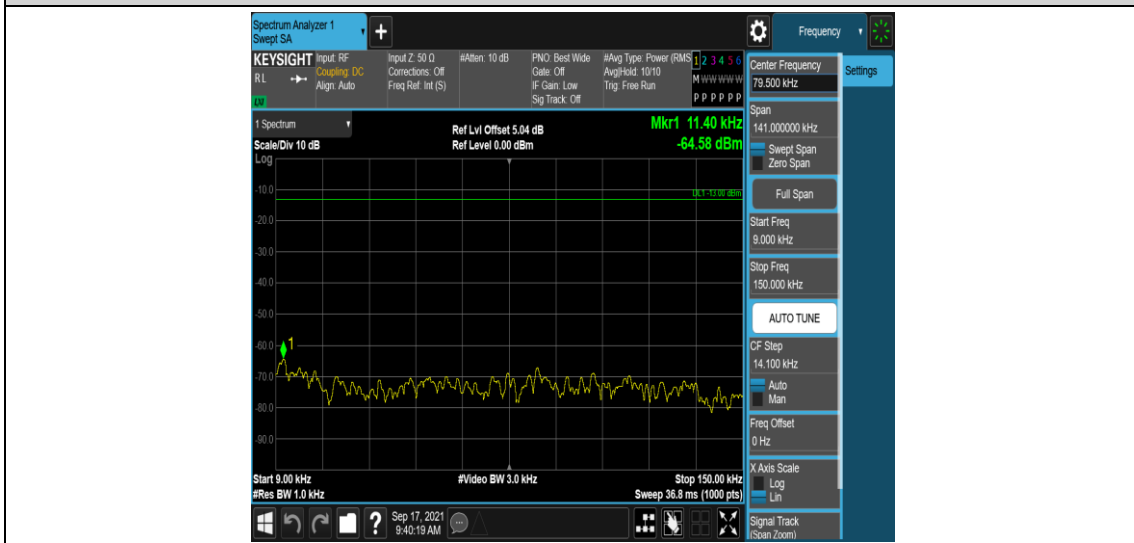 Spectrum Analyzer 1
Swept SA
+
Frequency
KEYSIGHT
RL
LXI
Input: RF
Coupling: DC
Align: Auto
Input Z: 50 Ω
Corrections: Off
Freq Ref: Int (S)
#Atten: 10 dB
PNO: Best Wide
Gate: Off
IF Gain: Low
Sig Track: Off
#Avg Type: Power (RMS
Avg|Hold: 10/10
Trig: Free Run
1 2 3 4 5 6
M W W W W W
P P P P P P
1 Spectrum
Scale/Div 10 dB
Log
Ref Lvl Offset 5.04 dB
Ref Level 0.00 dBm
Mkr1 11.40 kHz
-64.58 dBm
DL1 -13.00 dBm
-10.0
-20.0
-30.0
-40.0
-50.0
-60.0
-70.0
-80.0
-90.0
1
Start 9.00 kHz
#Res BW 1.0 kHz
#Video BW 3.0 kHz
Stop 150.00 kHz
Sweep 36.8 ms (1000 pts)
?
Sep 17, 2021
9:40:19 AM
Center Frequency
79.500 kHz
Settings
Span
141.000000 kHz
Swept Span
Zero Span
Full Span
Start Freq
9.000 kHz
Stop Freq
150.000 kHz
AUTO TUNE
CF Step
14.100 kHz
Auto
Man
Freq Offset
0 Hz
X Axis Scale
Log
Lin
Signal Track
(Span Zoom)